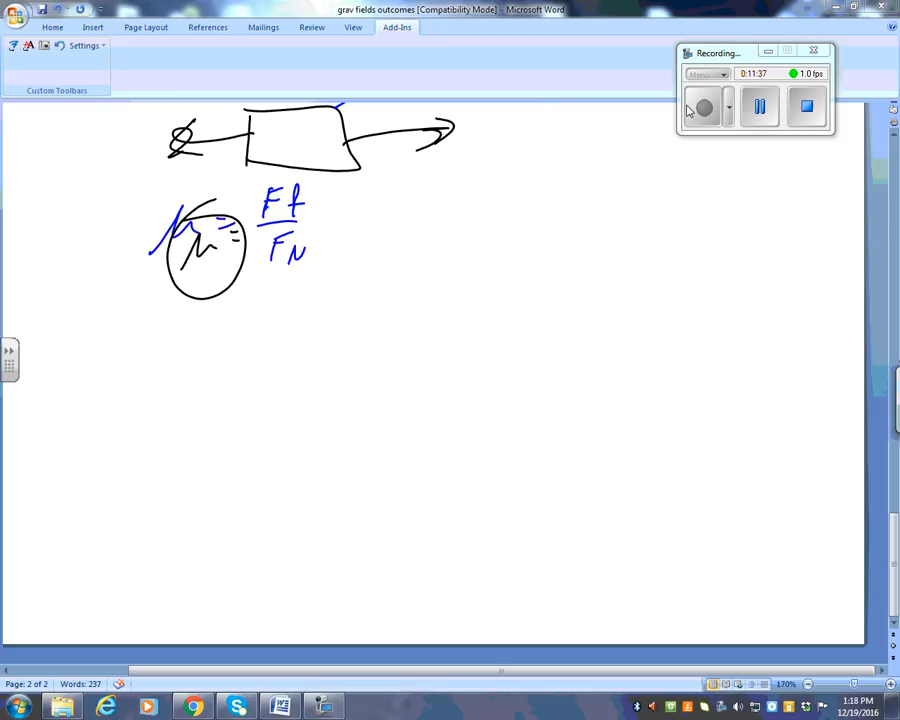 grav fields outcomes [Compatibility Mode] - Microsoft Word
Home Insert Page Layout References Mailings Review View Add-Ins
Settings
Custom Toolbars
Recording...
Menu 0:11:37 1.0 fps
μ = Ff
μ = FN
Page: 2 of 2 Words: 237 170%
1:18 PM
12/19/2016